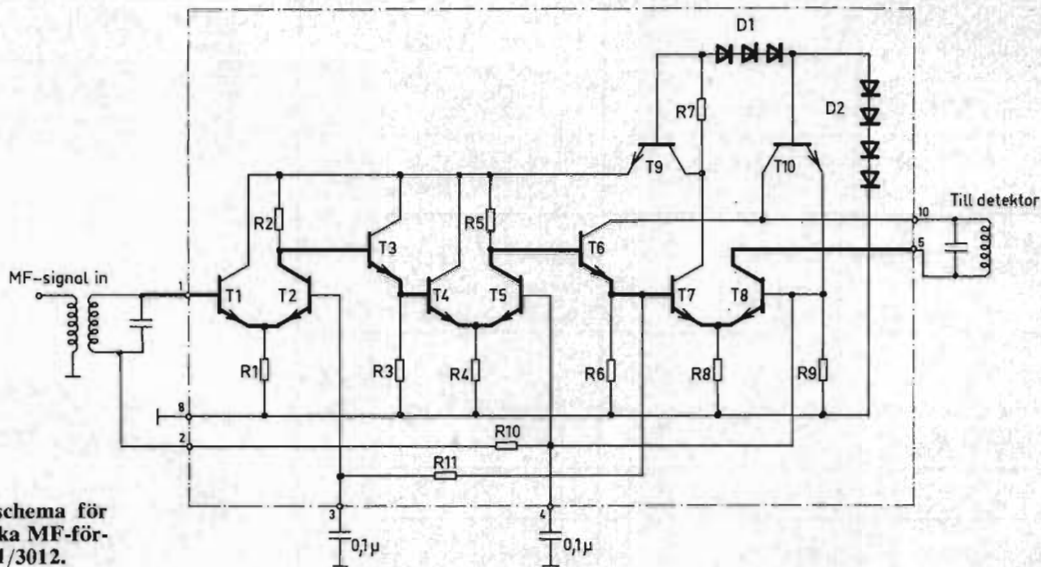 D1
R7
D2
T9
T10
Till detektor
10
R2
R5
T3
T6
5
MF-signal in
1
T1
T2
T4
T5
T7
T8
R1
R3
R4
R6
R8
R9
8
2
R10
R11
3
4
0,1µ
0,1µ
schema för
ka MF-för-
1/3012.